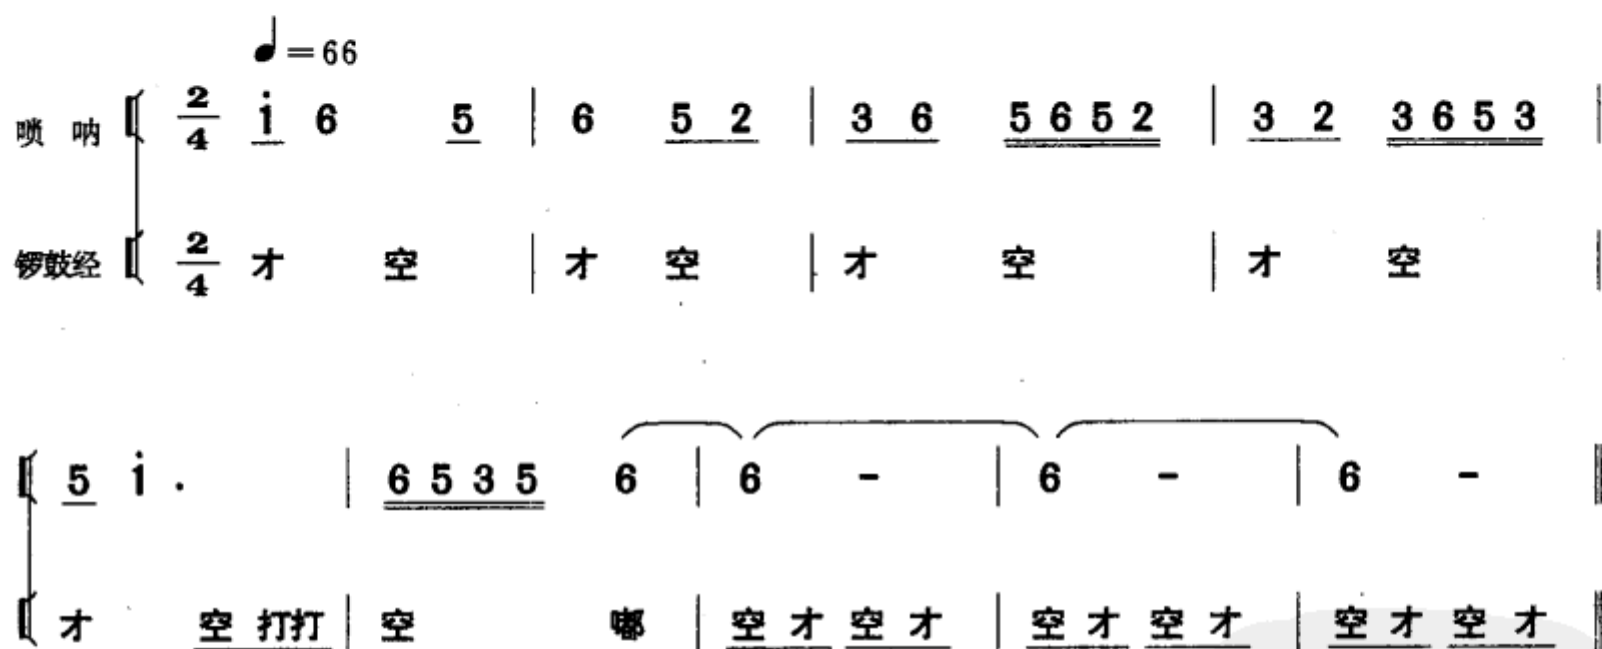 ♩=66
唢呐 2/4 i̇ 6 5 | 6 5 2 | 3 6 5 6 5 2 | 3 2 3 6 5 3 |
锣鼓经 2/4 才 空 | 才 空 | 才 空 | 才 空 |
5 i̇ . | 6 5 3 5 6 | 6 - | 6 - | 6 - ‖
才 空 打打 | 空 嘟 | 空 才 空 才 | 空 才 空 才 | 空 才 空 才 ‖